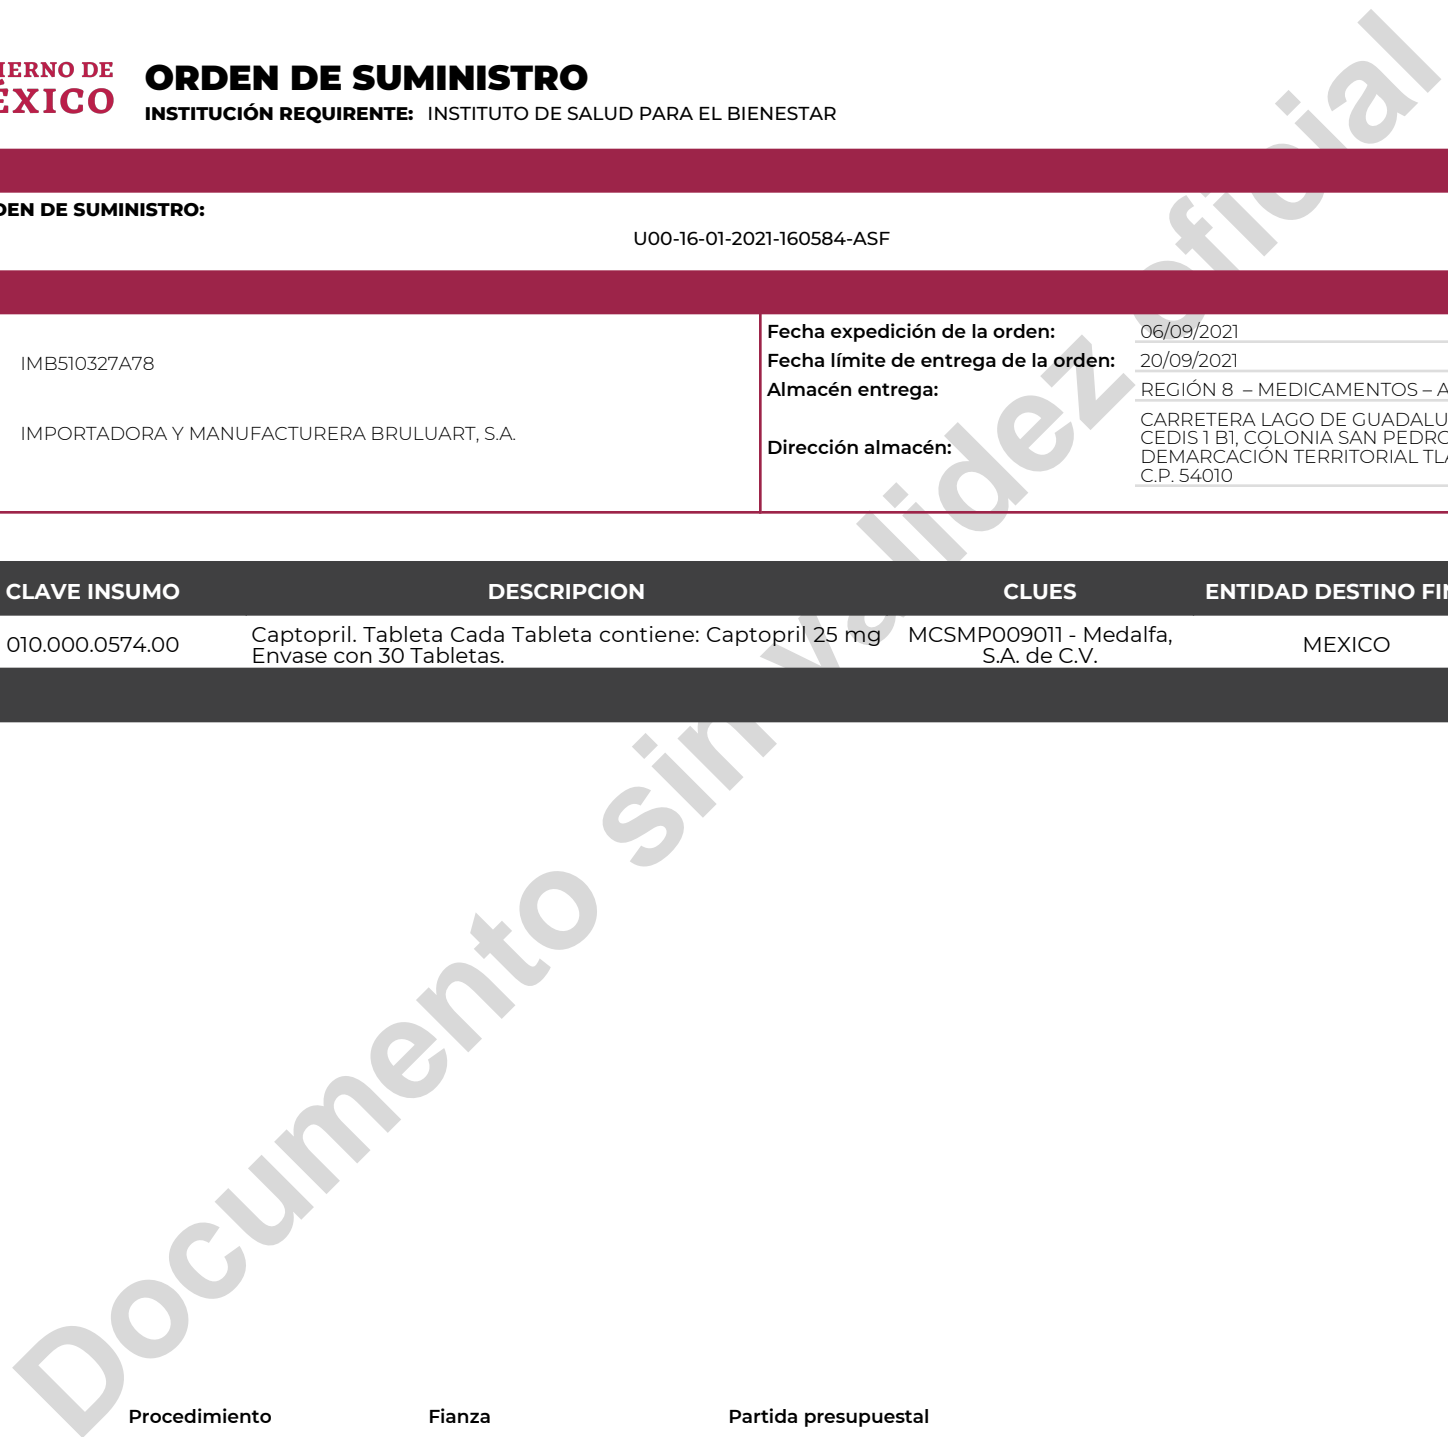 IERNO DE
ÉXICO
ORDEN DE SUMINISTRO
INSTITUCIÓN REQUIRENTE: INSTITUTO DE SALUD PARA EL BIENESTAR
DEN DE SUMINISTRO:
U00-16-01-2021-160584-ASF
IMB510327A78
IMPORTADORA Y MANUFACTURERA BRULUART, S.A.
Fecha expedición de la orden: 06/09/2021
Fecha límite de entrega de la orden: 20/09/2021
Almacén entrega: REGIÓN 8 – MEDICAMENTOS – A
Dirección almacén:
CARRETERA LAGO DE GUADALU
CEDIS 1 B1, COLONIA SAN PEDRO
DEMARCACIÓN TERRITORIAL TLA
C.P. 54010
CLAVE INSUMO DESCRIPCION CLUES ENTIDAD DESTINO FIN
010.000.0574.00
Captopril. Tableta Cada Tableta contiene: Captopril 25 mg
Envase con 30 Tabletas.
MCSMP009011 - Medalfa,
S.A. de C.V.
MEXICO
Documento sin validez oficial
Procedimiento Fianza Partida presupuestal